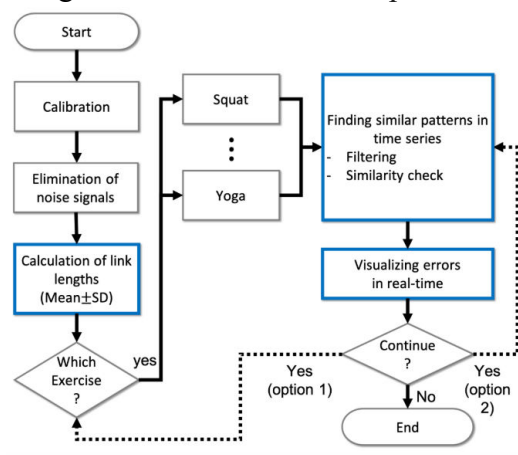 Start
Calibration
Elimination of
noise signals
Calculation of link
lengths
(Mean±SD)
Which
Exercise
?
yes
Squat
Yoga
Finding similar patterns in
time series
- Filtering
- Similarity check
Visualizing errors
in real-time
Continue
?
Yes
(option 1)
Yes
(option
2)
No
End